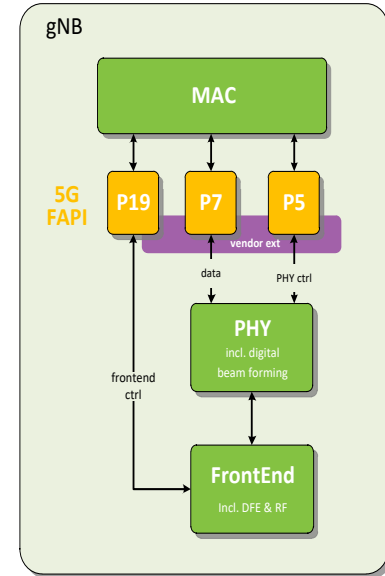 gNB
MAC
5G
FAPI
P19
P7
P5
vendor ext
data
PHY ctrl
PHY
incl. digital
beam forming
frontend
ctrl
FrontEnd
Incl. DFE & RF